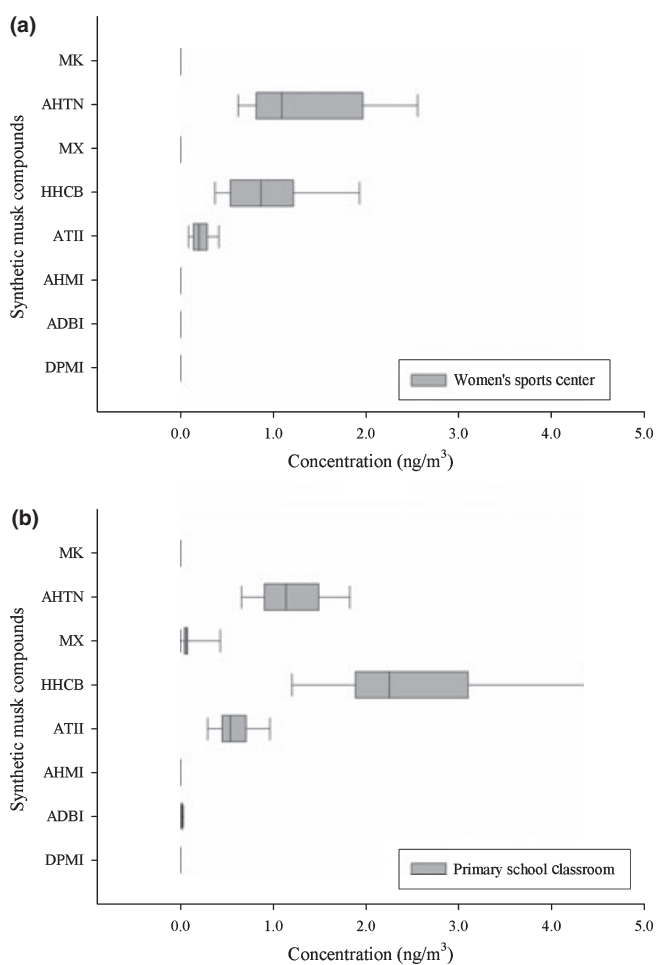 (a)
MK
AHTN
MX
HHCB
ATII
AHMI
ADBI
DPMI
Synthetic musk compounds
Women's sports center
0.0 1.0 2.0 3.0 4.0 5.0
Concentration (ng/m³)
(b)
MK
AHTN
MX
HHCB
ATII
AHMI
ADBI
DPMI
Synthetic musk compounds
Primary school classroom
0.0 1.0 2.0 3.0 4.0 5.0
Concentration (ng/m³)